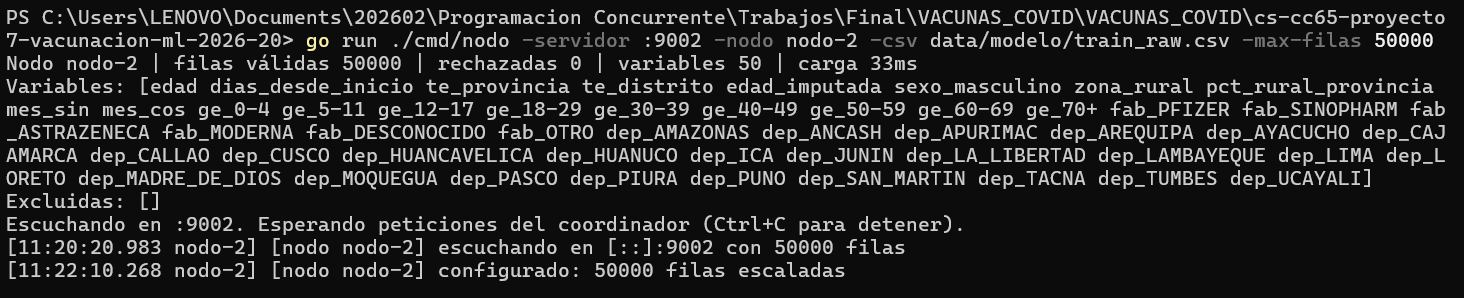 PS C:\Users\LENOVO\Documents\202602\Programacion Concurrente\Trabajos\Final\VACUNAS_COVID\VACUNAS_COVID\cs-cc65-proyecto
7-vacunacion-ml-2026-20> go run ./cmd/nodo -servidor :9002 -nodo nodo-2 -csv data/modelo/train_raw.csv -max-filas 50000
Nodo nodo-2 | filas válidas 50000 | rechazadas 0 | variables 50 | carga 33ms
Variables: [edad dias_desde_inicio te_provincia te_distrito edad_imputada sexo_masculino zona_rural pct_rural_provincia
mes_sin mes_cos ge_0-4 ge_5-11 ge_12-17 ge_18-29 ge_30-39 ge_40-49 ge_50-59 ge_60-69 ge_70+ fab_PFIZER fab_SINOPHARM fab
_ASTRAZENECA fab_MODERNA fab_DESCONOCIDO fab_OTRO dep_AMAZONAS dep_ANCASH dep_APURIMAC dep_AREQUIPA dep_AYACUCHO dep_CAJ
AMARCA dep_CALLAO dep_CUSCO dep_HUANCAVELICA dep_HUANUCO dep_ICA dep_JUNIN dep_LA_LIBERTAD dep_LAMBAYEQUE dep_LIMA dep_L
ORETO dep_MADRE_DE_DIOS dep_MOQUEGUA dep_PASCO dep_PIURA dep_PUNO dep_SAN_MARTIN dep_TACNA dep_TUMBES dep_UCAYALI]
Excluidas: []
Escuchando en :9002. Esperando peticiones del coordinador (Ctrl+C para detener).
[11:20:20.983 nodo-2] [nodo nodo-2] escuchando en [::]:9002 con 50000 filas
[11:22:10.268 nodo-2] [nodo nodo-2] configurado: 50000 filas escaladas